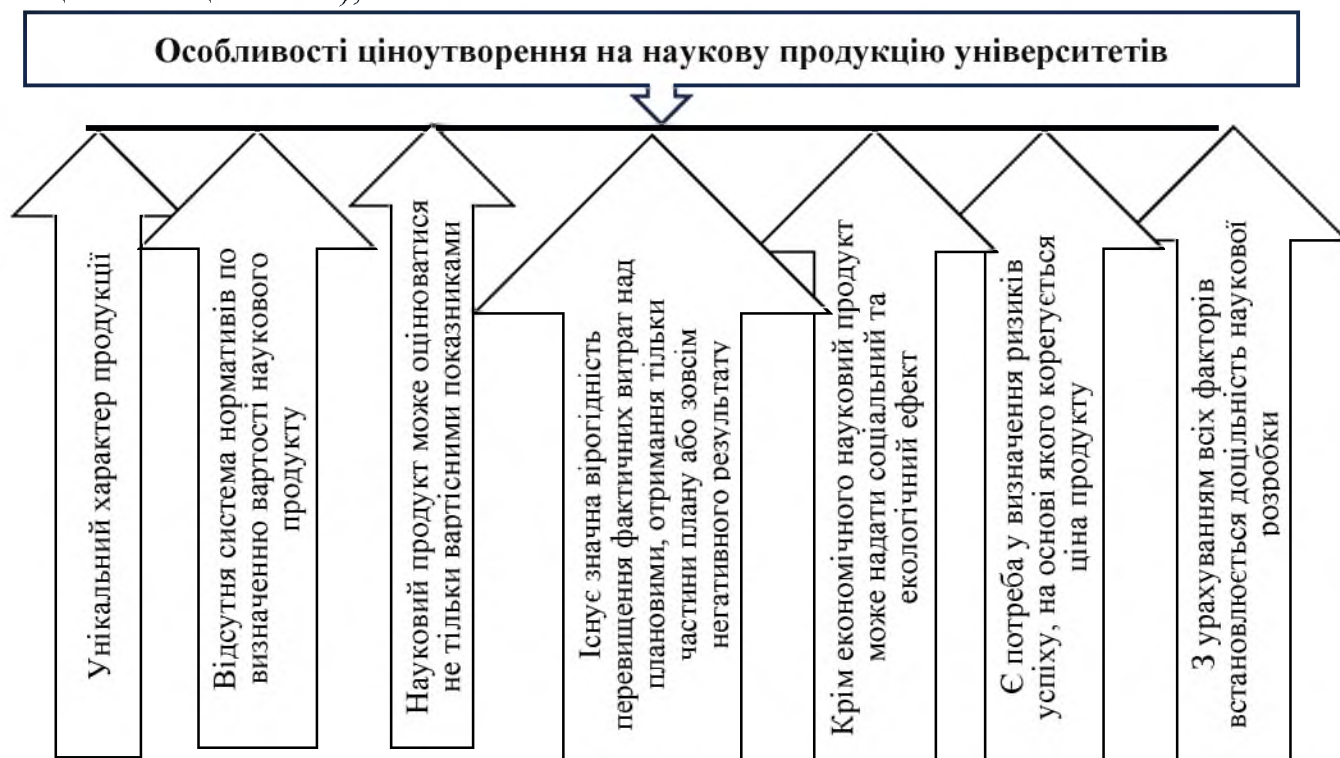 Особливості ціноутворення на наукову продукцію університетів
Унікальний характер продукції
Відсутня система нормативів по
визначенню вартості наукового
продукту
Науковий продукт може оцінюватися
не тільки вартісними показниками
Існує значна вірогідність
перевищення фактичних витрат над
плановими, отримання тільки
частини плану або зовсім
негативного результату
Крім економічного науковий продукт
може надати соціальний та
екологічний ефект
Є потреба у визначення ризиків
успіху, на основі якого корегується
ціна продукту
З урахуванням всіх факторів
встановлюється доцільність наукової
розробки